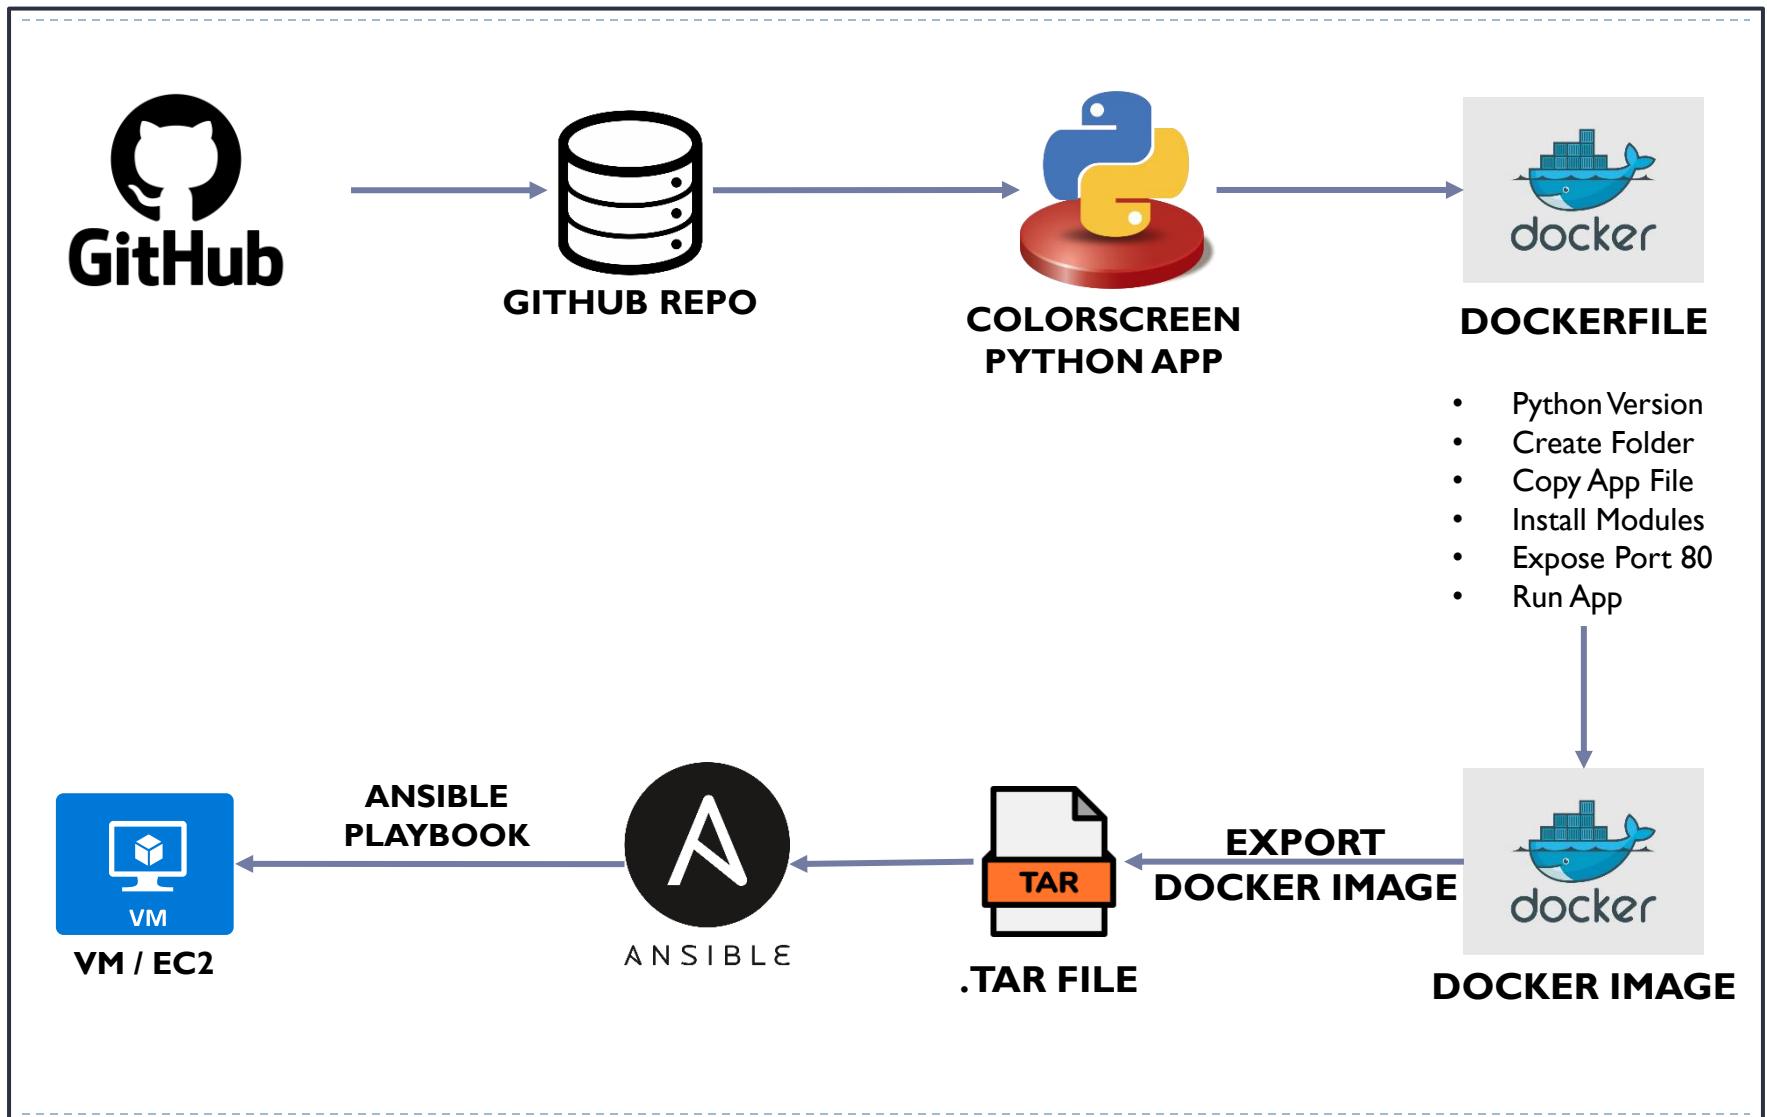 GitHub
GITHUB REPO
COLORSCREEN
PYTHON APP
docker
DOCKERFILE
• Python Version
• Create Folder
• Copy App File
• Install Modules
• Expose Port 80
• Run App
docker
DOCKER IMAGE
EXPORT
DOCKER IMAGE
TAR
.TAR FILE
ANSIBLE
ANSIBLE
PLAYBOOK
VM
VM / EC2